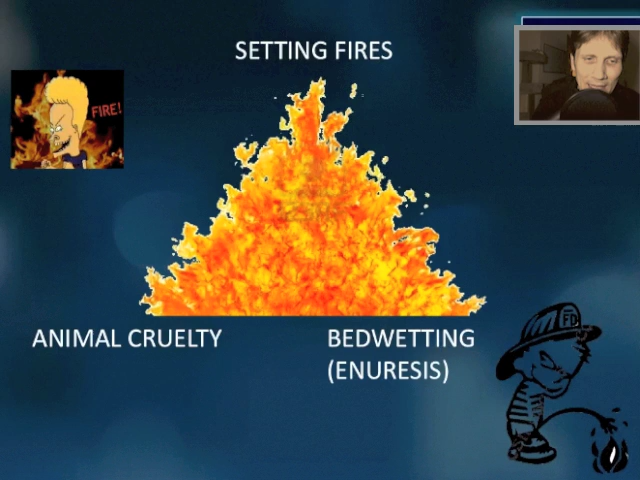 SETTING FIRES
FIRE!
ANIMAL CRUELTY
BEDWETTING
(ENURESIS)
FD